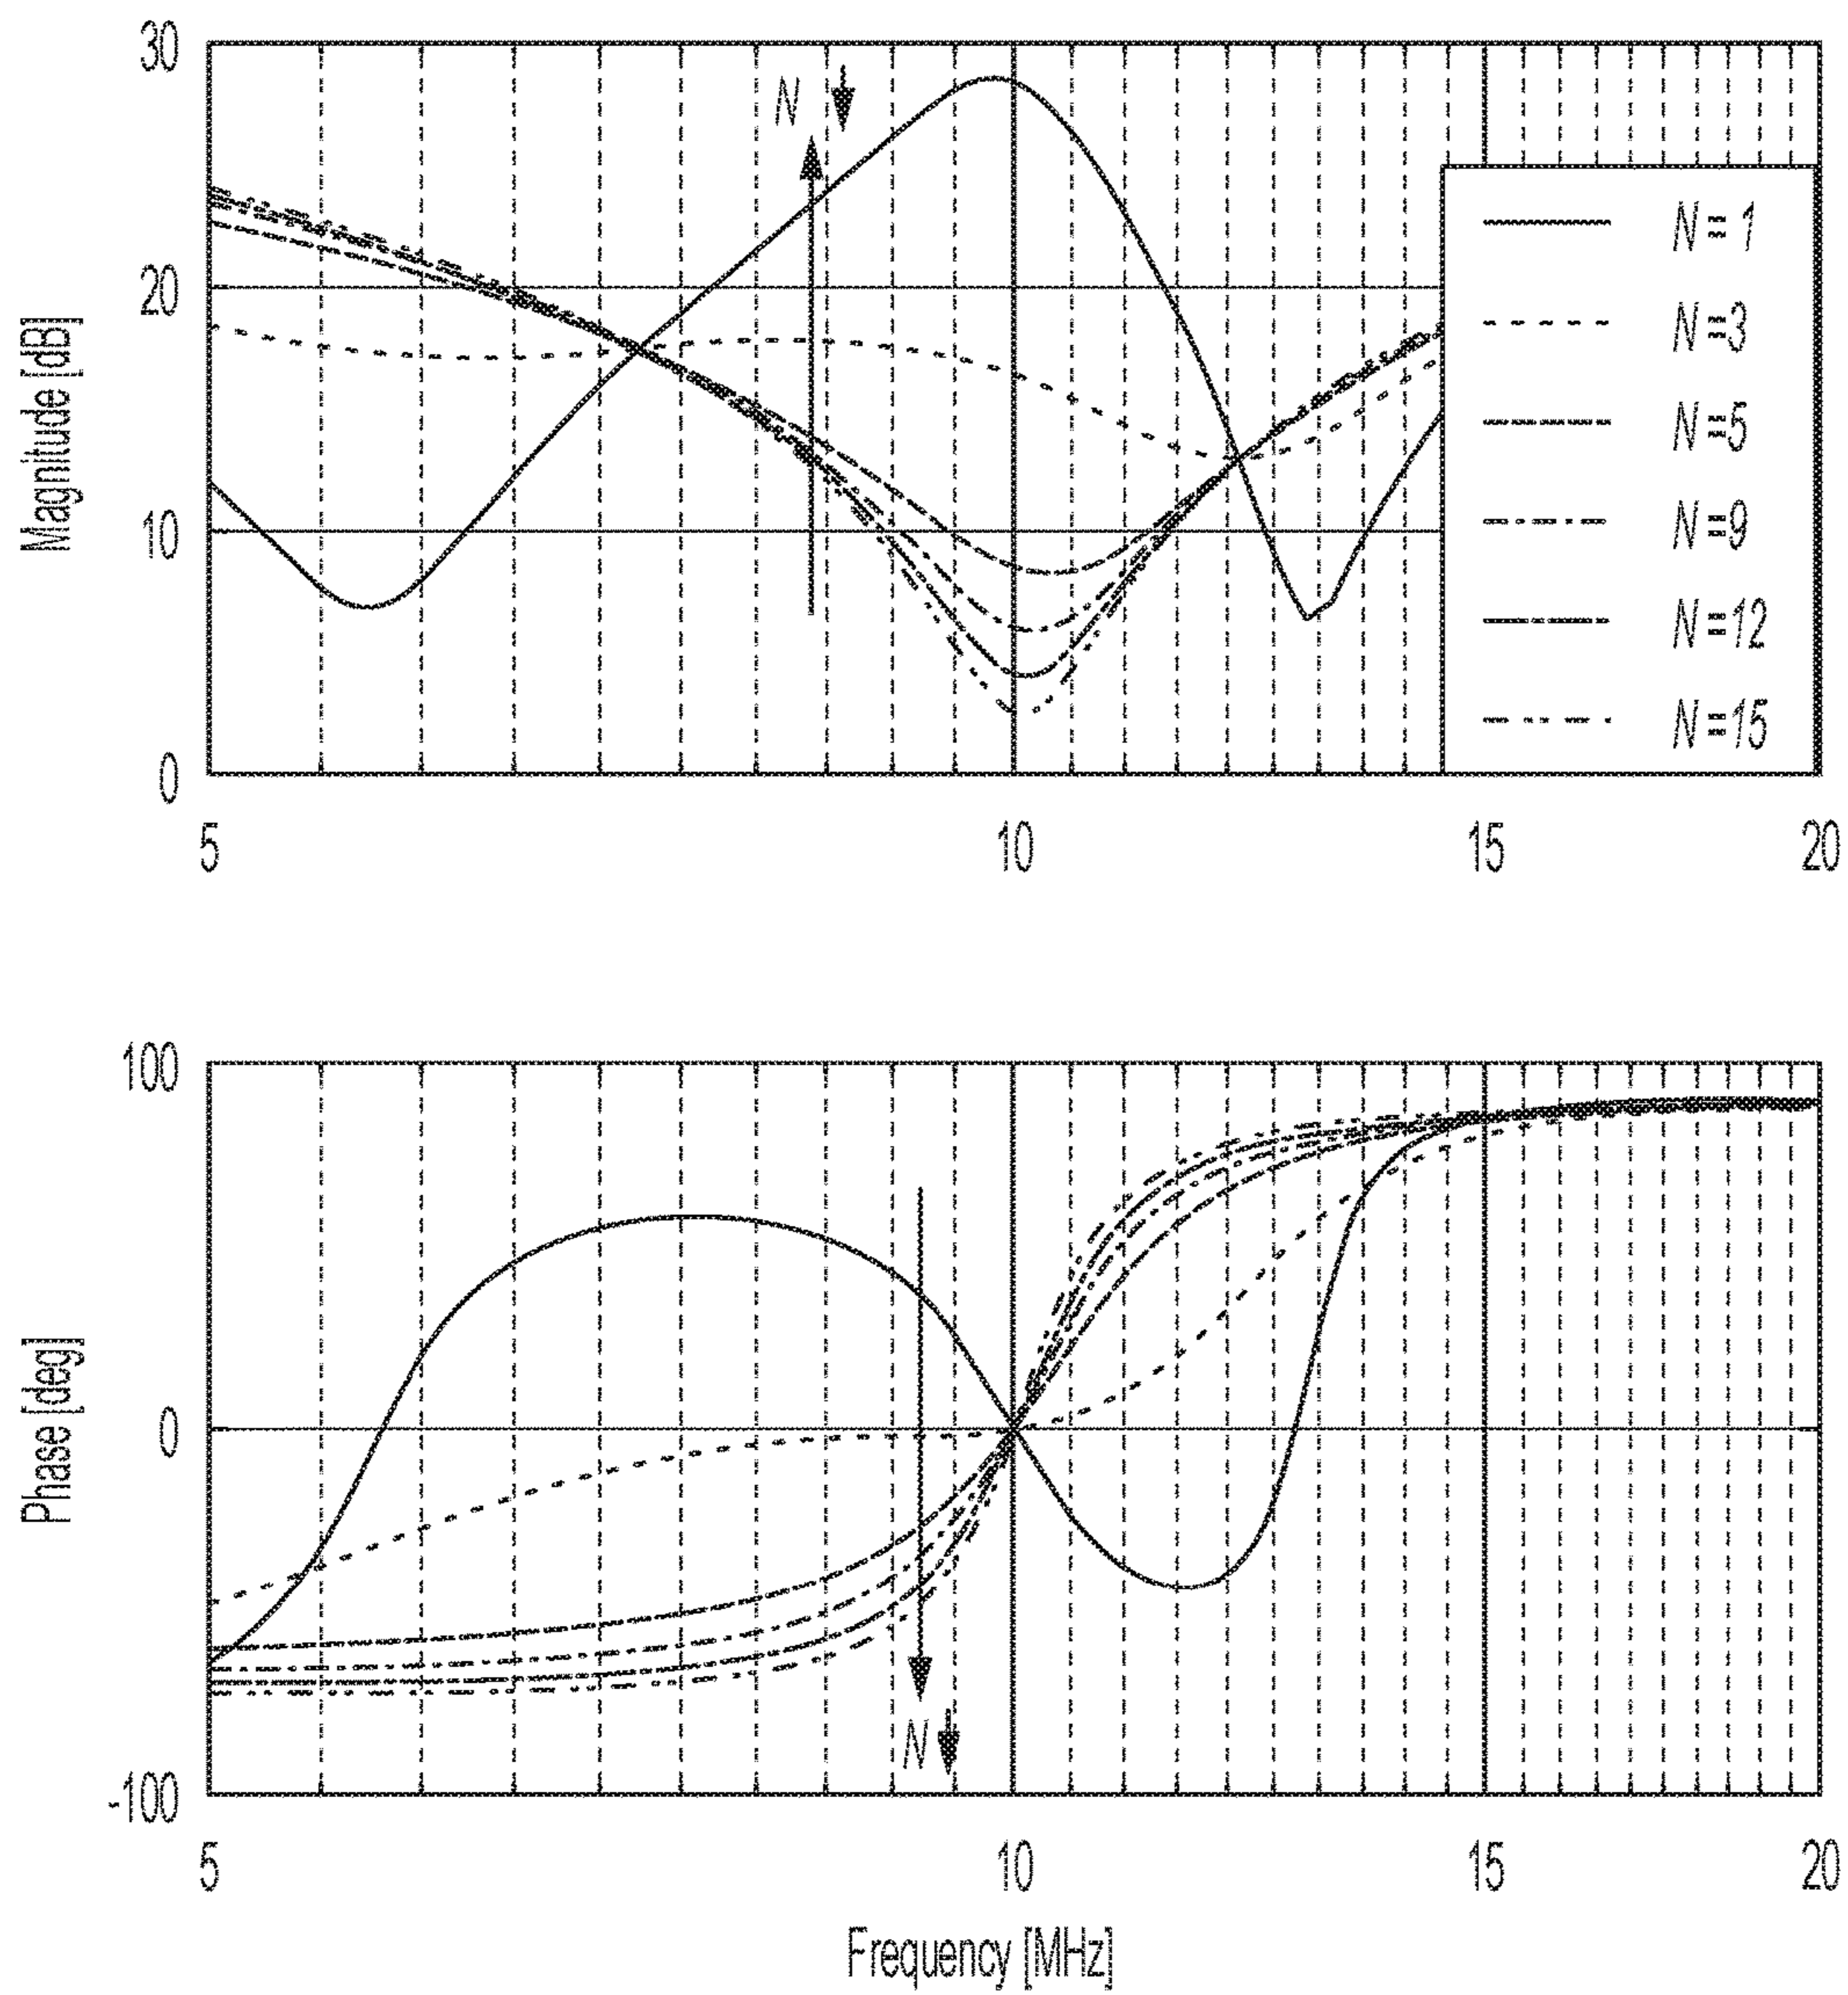 30
20
10
0
Magnitude [dB]
N
N=1
N=3
N=5
N=9
N=12
N=15
5
10
15
20
100
0
-100
Phase [deg]
N
5
10
15
20
Frequency [MHz]